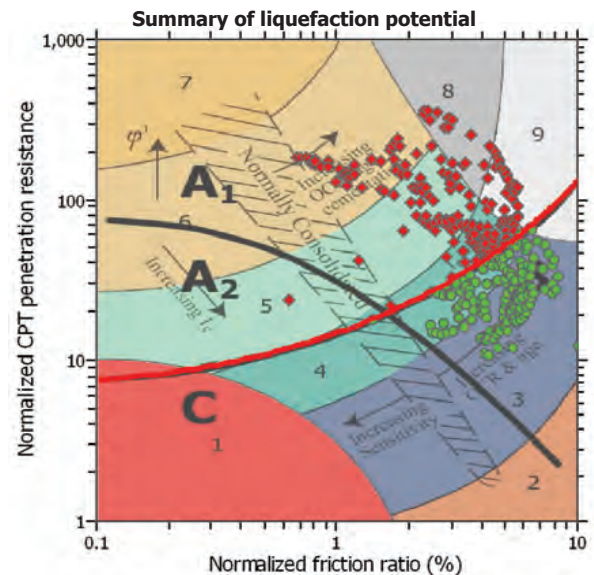 Summary of liquefaction potential
Normalized CPT penetration resistance
1,000
100
10
1
7
8
9
φ'
A1
Normally Consolidated
Increasing
6
A2
Increasing Ic
5
4
C
1
Increasing
3
Increasing
Sensitivity
2
0.1
1
10
Normalized friction ratio (%)